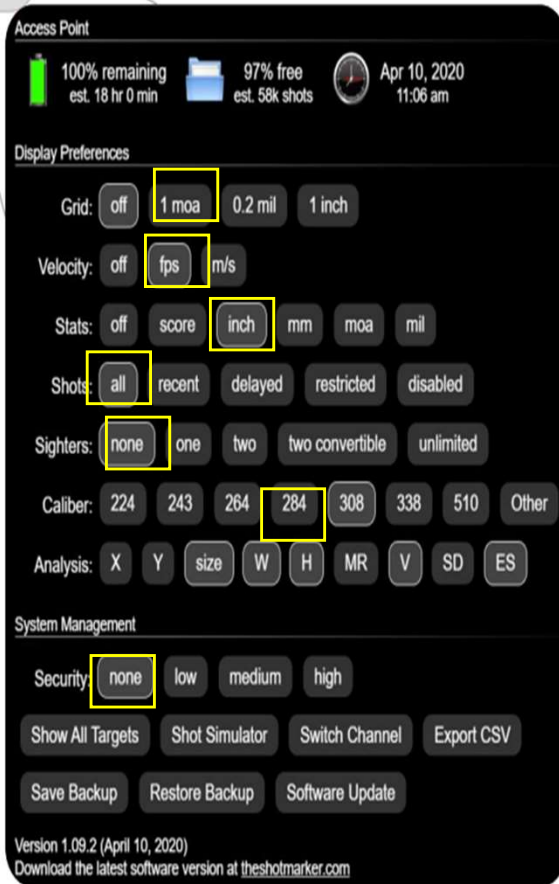 Access Point
100% remaining 97% free Apr 10, 2020
est. 18 hr 0 min est. 58k shots 11:06 am
Display Preferences
Grid: off 1 moa 0.2 mil 1 inch
Velocity: off fps m/s
Stats: off score inch mm moa mil
Shots: all recent delayed restricted disabled
Sighters: none one two two convertible unlimited
Caliber: 224 243 264 284 308 338 510 Other
Analysis: X Y size W H MR V SD ES
System Management
Security: none low medium high
Show All Targets Shot Simulator Switch Channel Export CSV
Save Backup Restore Backup Software Update
Version 1.09.2 (April 10, 2020)
Download the latest software version at theshotmarker.com